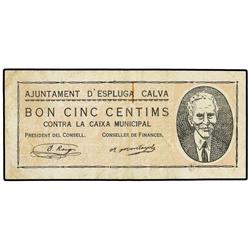 AJUNTAMENT D'ESPLUGA CALVA
BON CINC CENTIMS
CONTRA LA CAIXA MUNICIPAL
PRESIDENT DEL CONSELL. CONSELLER DE FINANCES,